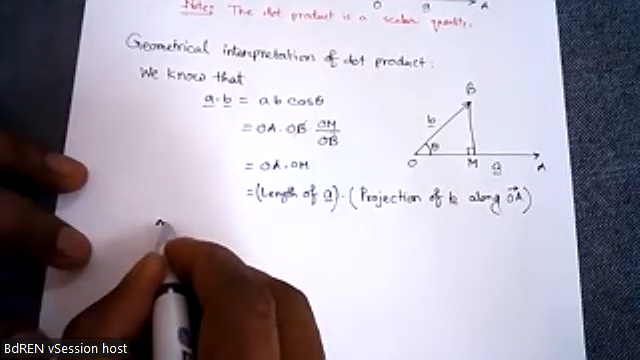 Note: The dot product is a scalar quantity.
O a A
Geometrical interpretation of dot product:
We know that
a·b = a b cosθ
= OA · OB · OM/OB
= OA · OM
= (Length of a) · (Projection of b along OA)
B
b
θ
O M a A
BdREN vSession host